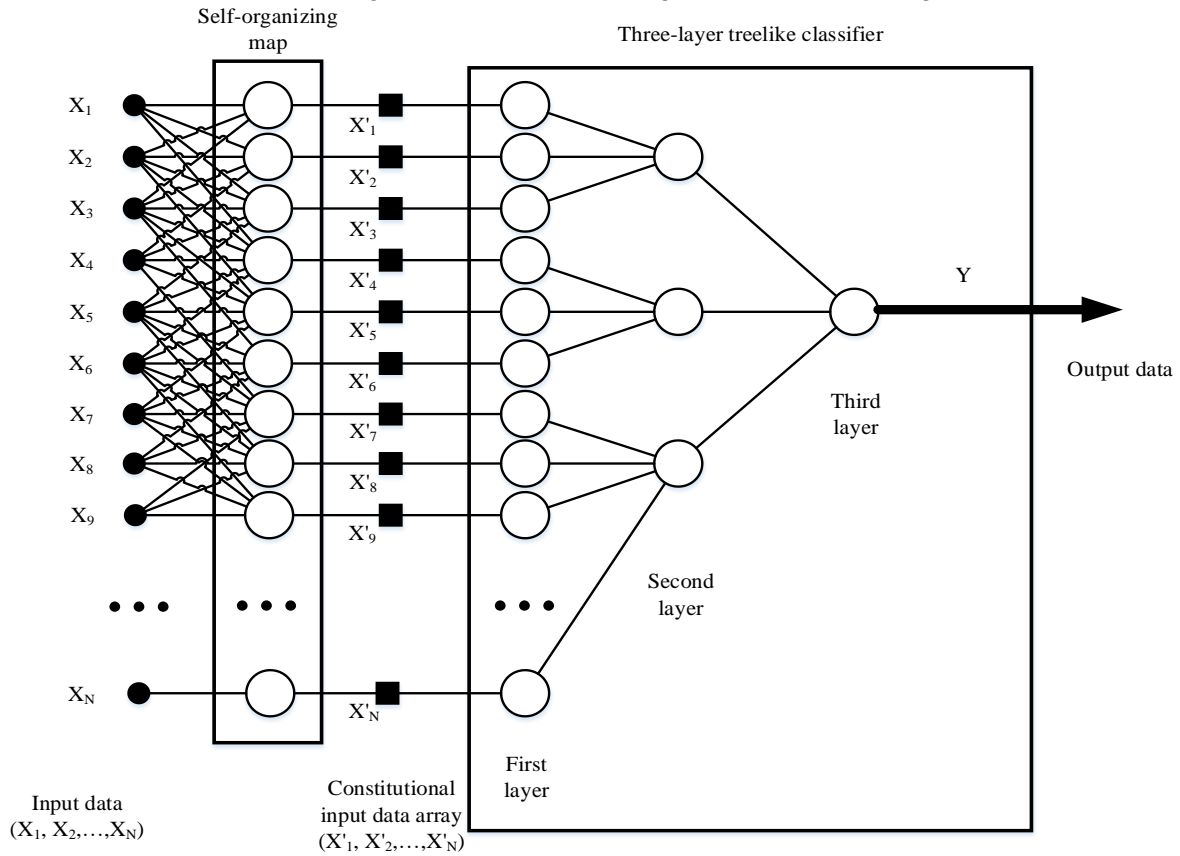 Self-organizing
map
Three-layer treelike classifier
X1
X'1
X2
X'2
X3
X'3
X4
X'4
X5
X'5
X6
X'6
X7
X'7
X8
X'8
X9
X'9
XN
X'N
Y
Output data
Third
layer
Second
layer
First
layer
Input data
(X1, X2,…,XN)
Constitutional
input data array
(X'1, X'2,…,X'N)